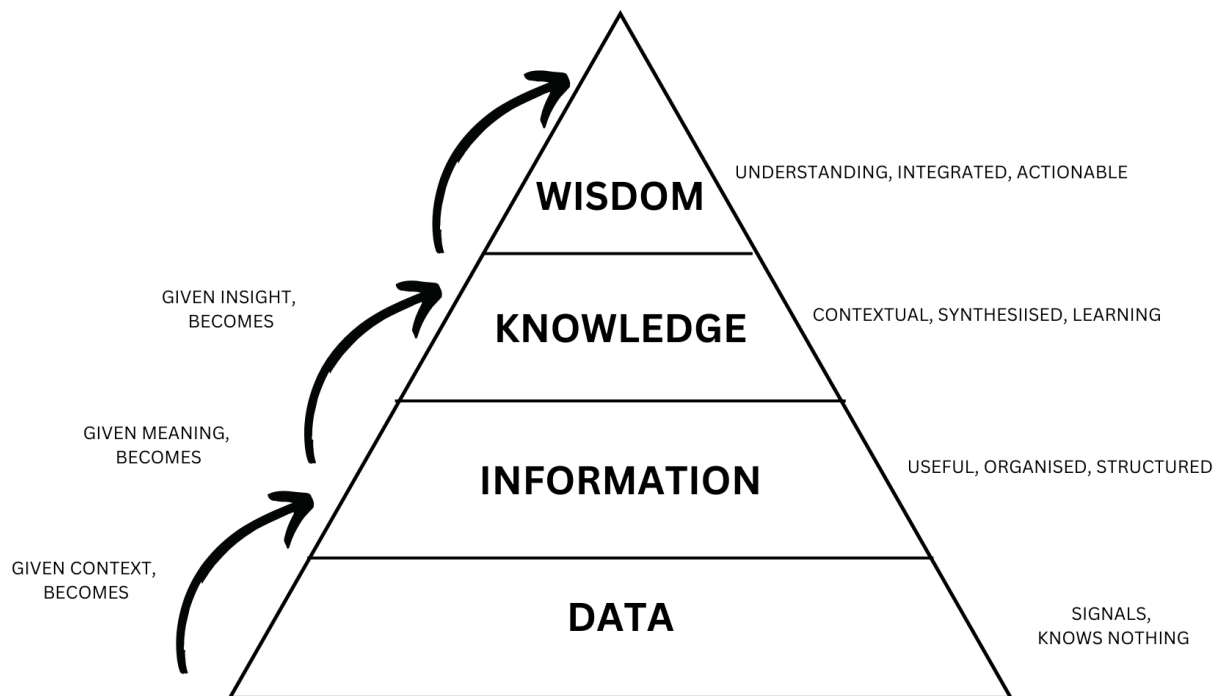 WISDOM
UNDERSTANDING, INTEGRATED, ACTIONABLE
GIVEN INSIGHT,
BECOMES
KNOWLEDGE
CONTEXTUAL, SYNTHESIISED, LEARNING
GIVEN MEANING,
BECOMES
INFORMATION
USEFUL, ORGANISED, STRUCTURED
GIVEN CONTEXT,
BECOMES
DATA
SIGNALS,
KNOWS NOTHING